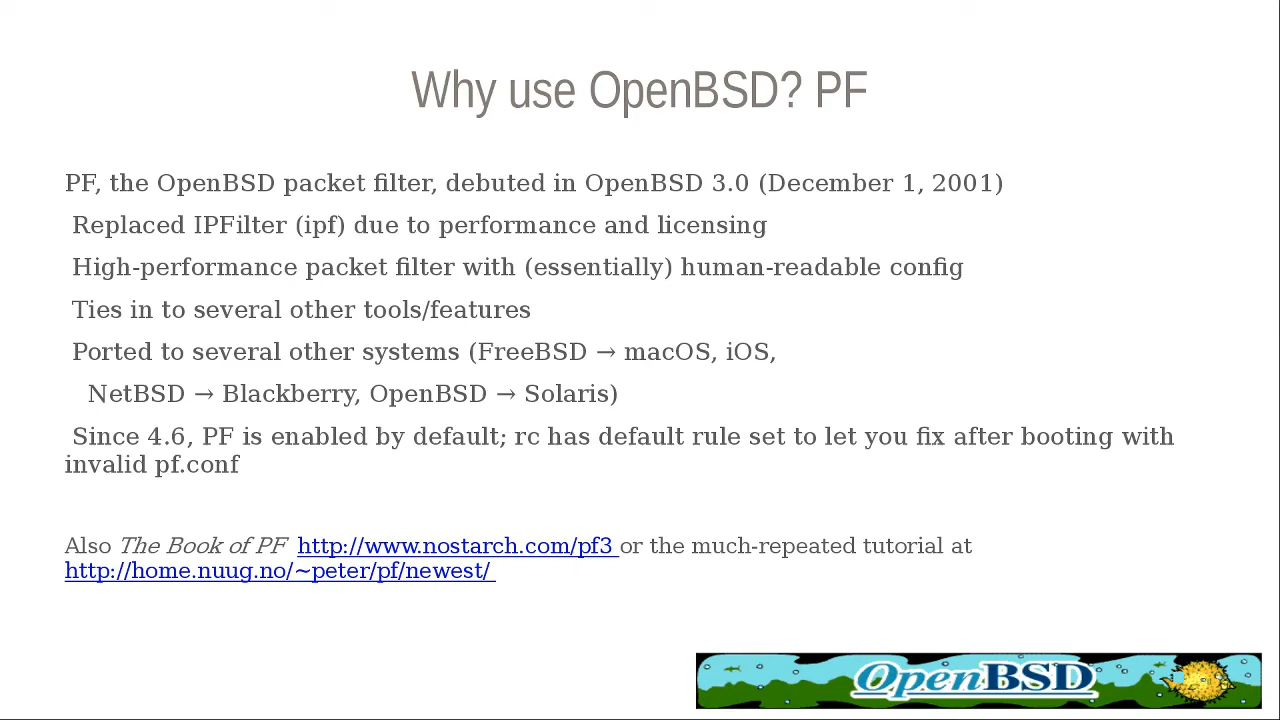 Why use OpenBSD? PF
PF, the OpenBSD packet filter, debuted in OpenBSD 3.0 (December 1, 2001)
Replaced IPFilter (ipf) due to performance and licensing
High-performance packet filter with (essentially) human-readable config
Ties in to several other tools/features
Ported to several other systems (FreeBSD → macOS, iOS,
NetBSD → Blackberry, OpenBSD → Solaris)
Since 4.6, PF is enabled by default; rc has default rule set to let you fix after booting with
invalid pf.conf
Also The Book of PF http://www.nostarch.com/pf3 or the much-repeated tutorial at
http://home.nuug.no/~peter/pf/newest/
OpenBSD